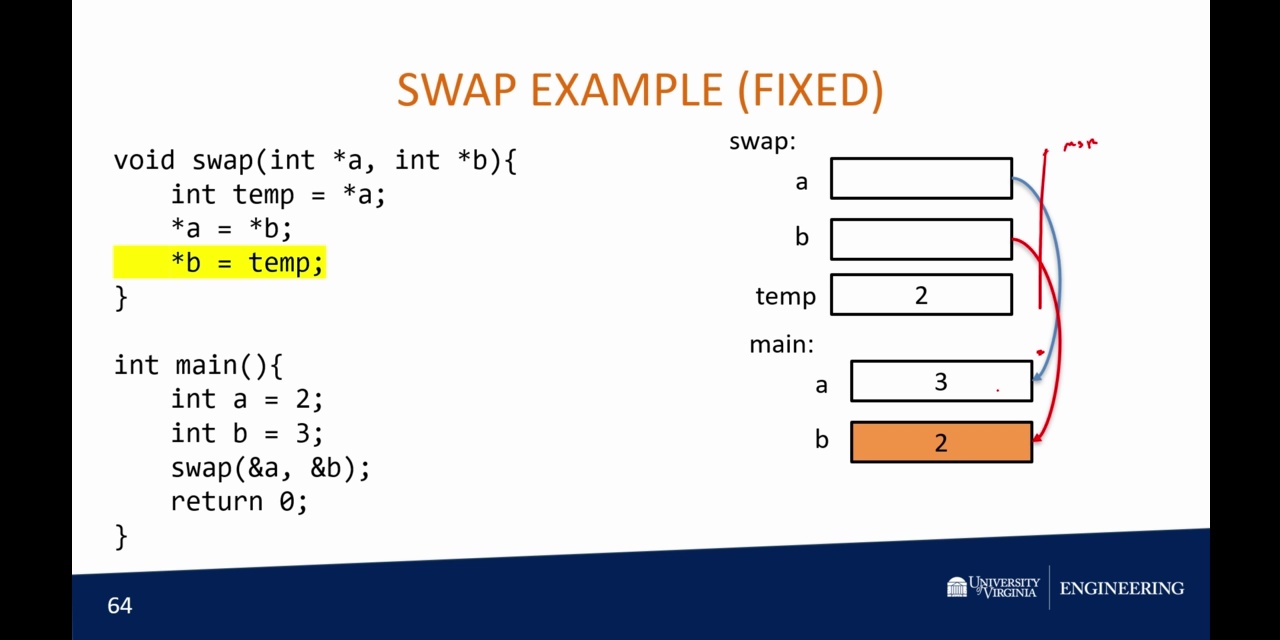 SWAP EXAMPLE (FIXED)
void swap(int *a, int *b){
    int temp = *a;
    *a = *b;
    *b = temp;
}
int main(){
    int a = 2;
    int b = 3;
    swap(&a, &b);
    return 0;
}
swap:
a
b
temp 2
main:
a 3
b 2
64
UNIVERSITY of VIRGINIA
ENGINEERING